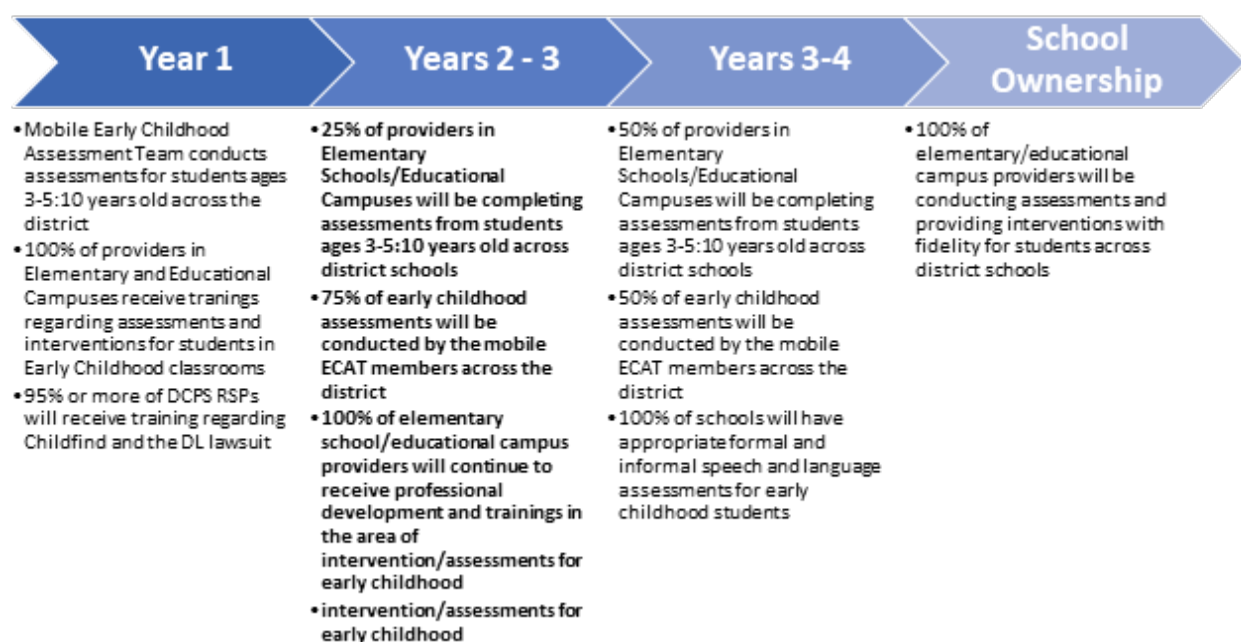 Year 1
Years 2 - 3
Years 3-4
School
Ownership
•Mobile Early Childhood
Assessment Team conducts
assessments for students ages
3-5:10 years old across the
district
•100% of providers in
Elementary and Educational
Campuses receive tranings
regarding assessments and
interventions for students in
Early Childhood classrooms
•95% or more of DCPS RSPs
will receive training regarding
Childfind and the DL lawsuit
•25% of providers in
Elementary
Schools/Educational
Campuses will be completing
assessments from students
ages 3-5:10 years old across
district schools
•75% of early childhood
assessments will be
conducted by the mobile
ECAT members across the
district
•100% of elementary
school/educational campus
providers will continue to
receive professional
development and trainings in
the area of
intervention/assessments for
early childhood
•intervention/assessments for
early childhood
•50% of providers in
Elementary
Schools/Educational
Campuses will be completing
assessments from students
ages 3-5:10 years old across
district schools
•50% of early childhood
assessments will be
conducted by the mobile
ECAT members across the
district
•100% of schools will have
appropriate formal and
informal speech and language
assessments for early
childhood students
•100% of
elementary/educational
campus providers will be
conducting assessments and
providing interventions with
fidelity for students across
district schools